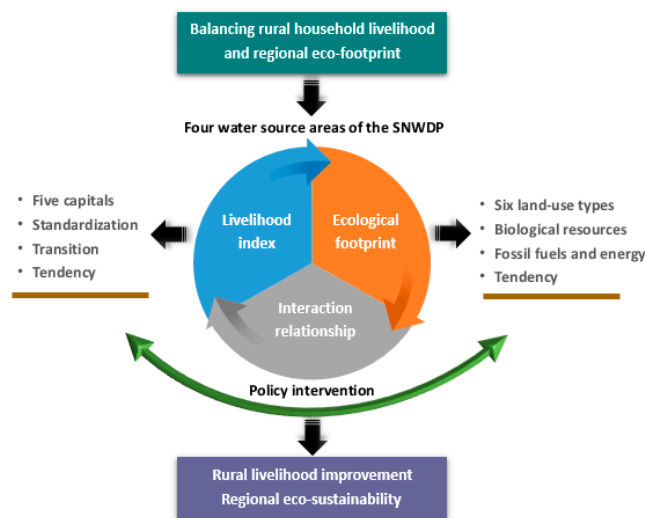 Balancing rural household livelihood
and regional eco-footprint
Four water source areas of the SNWDP
• Five capitals
• Standardization
• Transition
• Tendency
Livelihood
index
Ecological
footprint
Interaction
relationship
• Six land-use types
• Biological resources
• Fossil fuels and energy
• Tendency
Policy intervention
Rural livelihood improvement
Regional eco-sustainability